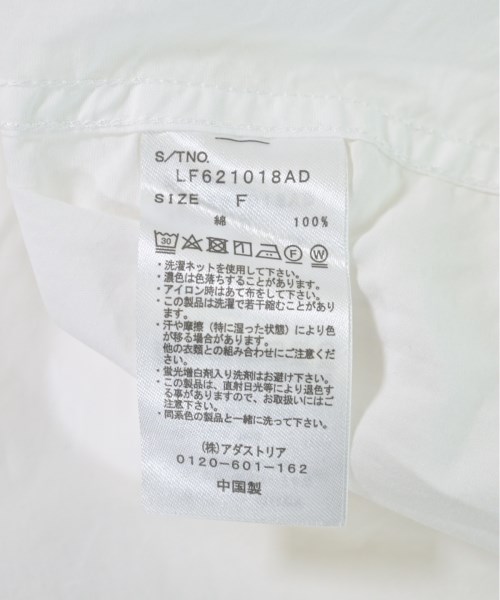 S/TNO.
LF621018AD
SIZE F
綿 100%
30 F W
・洗濯ネットを使用して下さい。
・濃色は色落ちすることがあります。
・アイロン時はあて布をして下さい。
・この製品は洗濯で若干縮むことがあり
ます。
・汗や摩擦（特に湿った状態）により色
が移る場合があります。
他の衣類との組み合わせにご注意くださ
い。
・蛍光増白剤入り洗剤はお避け下さい。
・この製品は、直射日光等により退色す
る事がありますので、お取扱いにはご注
意下さい。
・同系色の製品と一緒に洗って下さい。
(株)アダストリア
0120-601-162
中国製